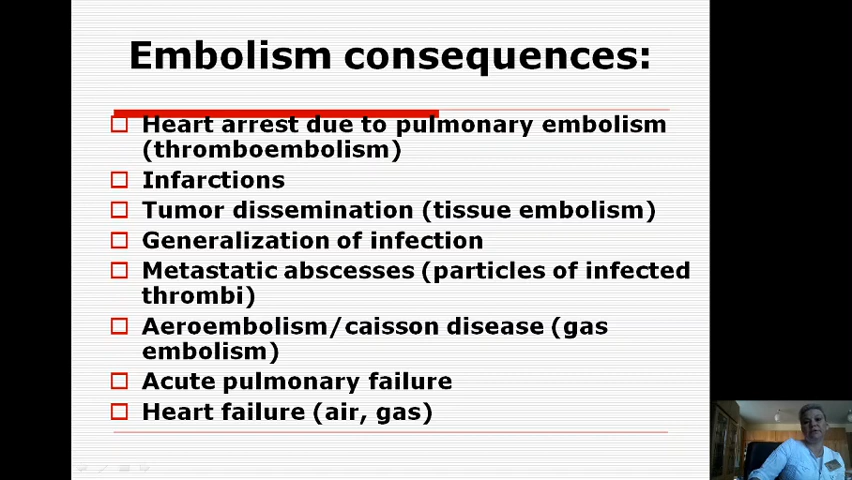 Embolism consequences:
Heart arrest due to pulmonary embolism
(thromboembolism)
Infarctions
Tumor dissemination (tissue embolism)
Generalization of infection
Metastatic abscesses (particles of infected
thrombi)
Aeroembolism/caisson disease (gas
embolism)
Acute pulmonary failure
Heart failure (air, gas)